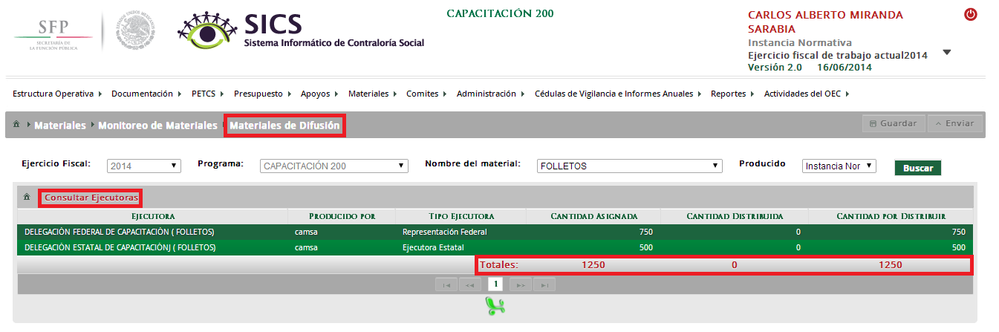 SFP
SECRETARÍA DE
LA FUNCIÓN PÚBLICA
ESTADOS UNIDOS MEXICANOS
SICS
Sistema Informático de Contraloría Social
CAPACITACIÓN 200
CARLOS ALBERTO MIRANDA
SARABIA
Instancia Normativa
Ejercicio fiscal de trabajo actual2014
Versión 2.0 16/06/2014
Estructura Operativa Documentación PETCS Presupuesto Apoyos Materiales Comites Administración Cédulas de Vigilancia e Informes Anuales Reportes Actividades del OEC
Materiales Monitoreo de Materiales Materiales de Difusión Guardar Enviar
Ejercicio Fiscal: 2014 Programa: CAPACITACIÓN 200 Nombre del material: FOLLETOS Producido Instancia Nor Buscar
Consultar Ejecutoras
Ejecutora Producido por Tipo Ejecutora Cantidad Asignada Cantidad Distribuida Cantidad por Distribuir
DELEGACIÓN FEDERAL DE CAPACITACIÓN ( FOLLETOS) camsa Representación Federal 750 0 750
DELEGACIÓN ESTATAL DE CAPACITACIÓNJ ( FOLLETOS) camsa Ejecutora Estatal 500 0 500
Totales: 1250 0 1250
1